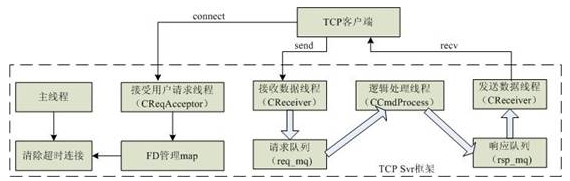 TCP客户端
connect
send
recv
主线程
接受用户请求线程
(CReqAcceptor)
接收数据线程
(CReceiver)
逻辑处理线程
(CCmdProcess)
发送数据线程
(CReceiver)
清除超时连接
FD管理map
请求队列
(req_mq)
响应队列
(rsp_mq)
TCP Svr框架